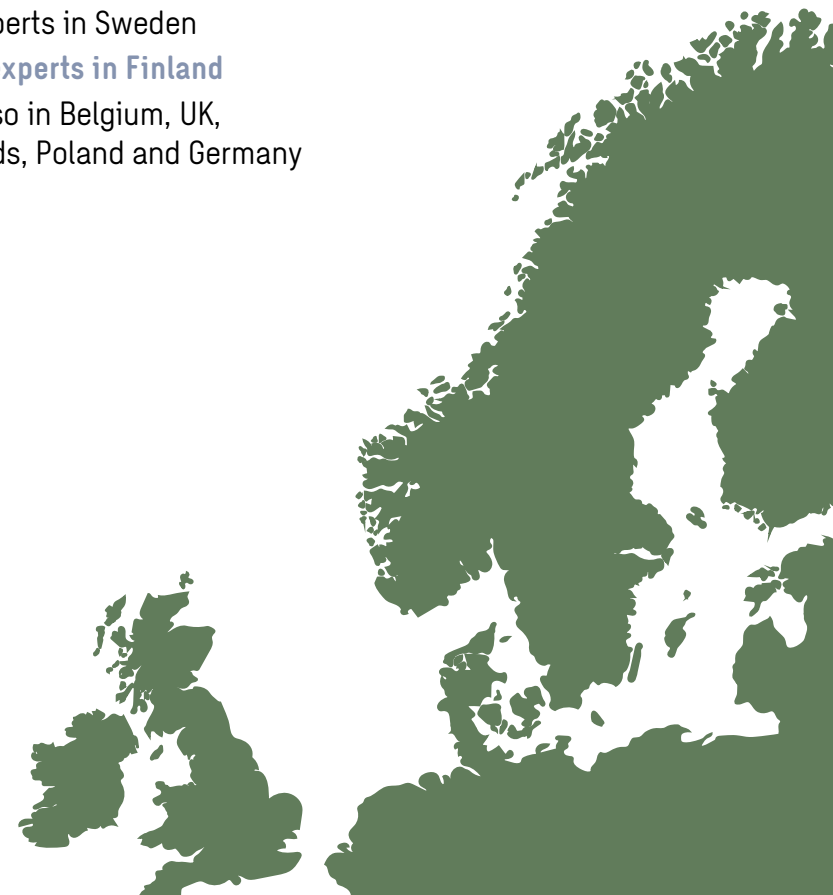 perts in Sweden
xperts in Finland
so in Belgium, UK,
ds, Poland and Germany